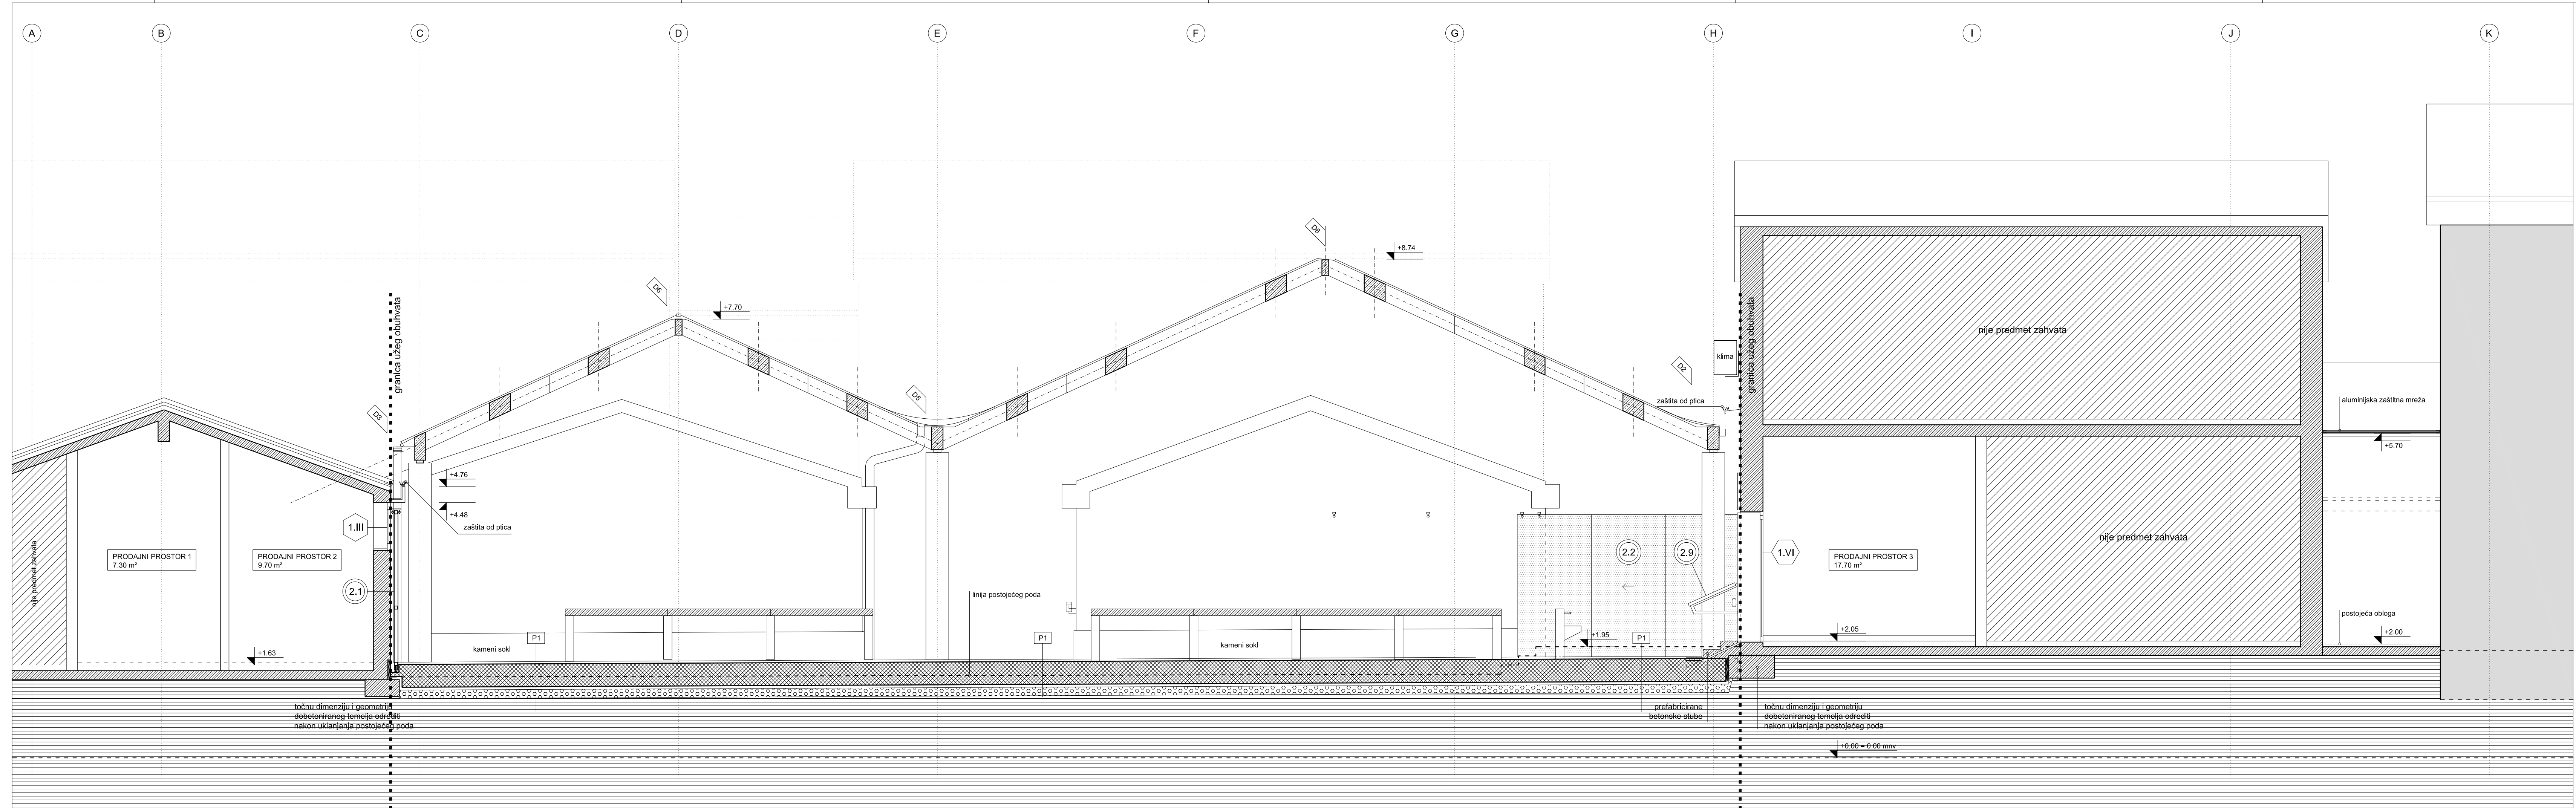 A
B
C
D
E
F
G
H
I
J
K
D6
+8.74
granica užeg obuhvata
D6
+7.70
granica užeg obuhvata
nije predmet zahvata
klima
D2
zaštita od ptica
D3
D5
aluminijska zaštitna mreža
+5.70
+4.76
+4.48
zaštita od ptica
1.III
nije predmet zahvata
PRODAJNI PROSTOR 1
7.30 m²
PRODAJNI PROSTOR 2
9.70 m²
2.1
2.2
2.9
1.VI
PRODAJNI PROSTOR 3
17.70 m²
nije predmet zahvata
linija postojećeg poda
postojeća obloga
+2.05
+2.00
P1
P1
+1.95
P1
kameni sokl
kameni sokl
+1.63
točnu dimenziju i geometriju
dobetoniranog temelja odrediti
nakon uklanjanja postojećeg poda
prefabricirane
betonske stube
točnu dimenziju i geometriju
dobetoniranog temelja odrediti
nakon uklanjanja postojećeg poda
+0.00 = 0.00 mnv